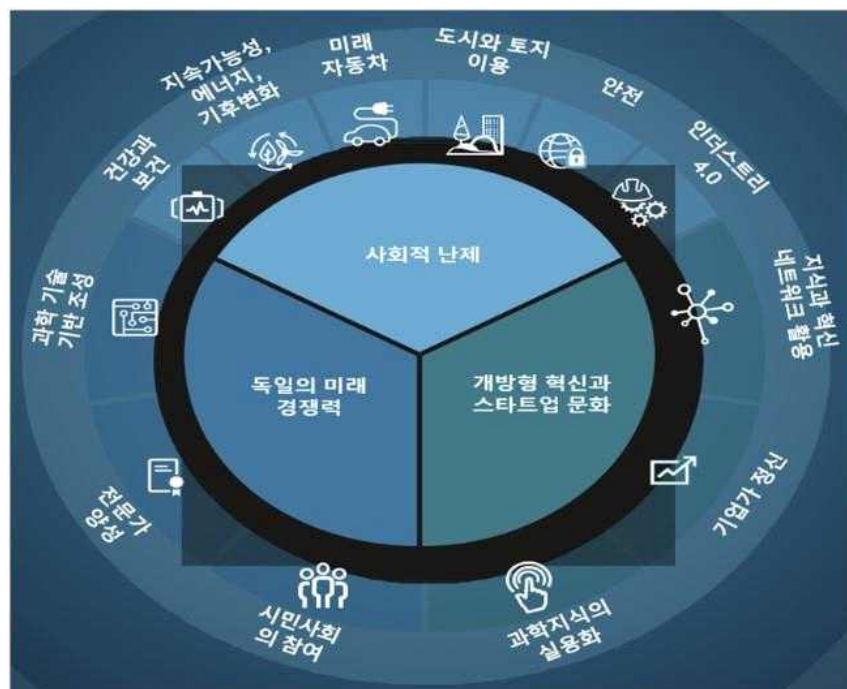 지속가능성,
에너지,
기후변화
미래
자동차
도시와 토지
이용
안전
인더스트리
4.0
건강과
보전
과학 기술
기반 조성
지식과 혁신
네트워크 활용
사회적 난제
독일의 미래
경쟁력
개방형 혁신과
스타트업 문화
전문가
양성
기업가 정신
시민사회
의 참여
과학지식의
실용화